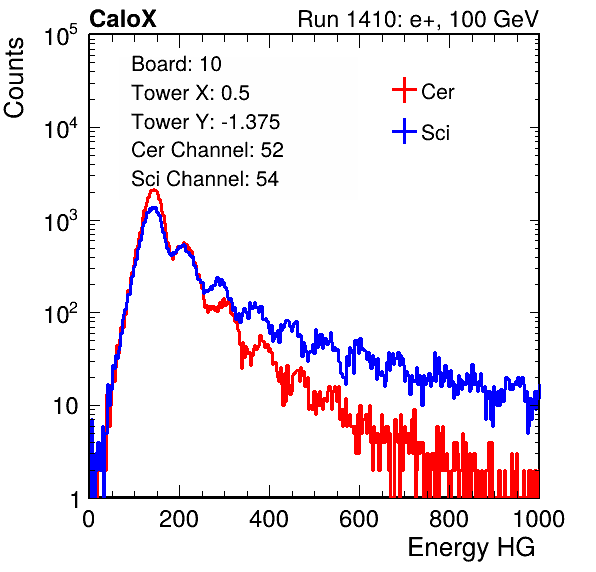 CaloX Run 1410: e+, 100 GeV
Counts
Board: 10
Tower X: 0.5
Tower Y: -1.375
Cer Channel: 52
Sci Channel: 54
Cer
Sci
10^5
10^4
10^3
10^2
10
1
0 200 400 600 800 1000
Energy HG